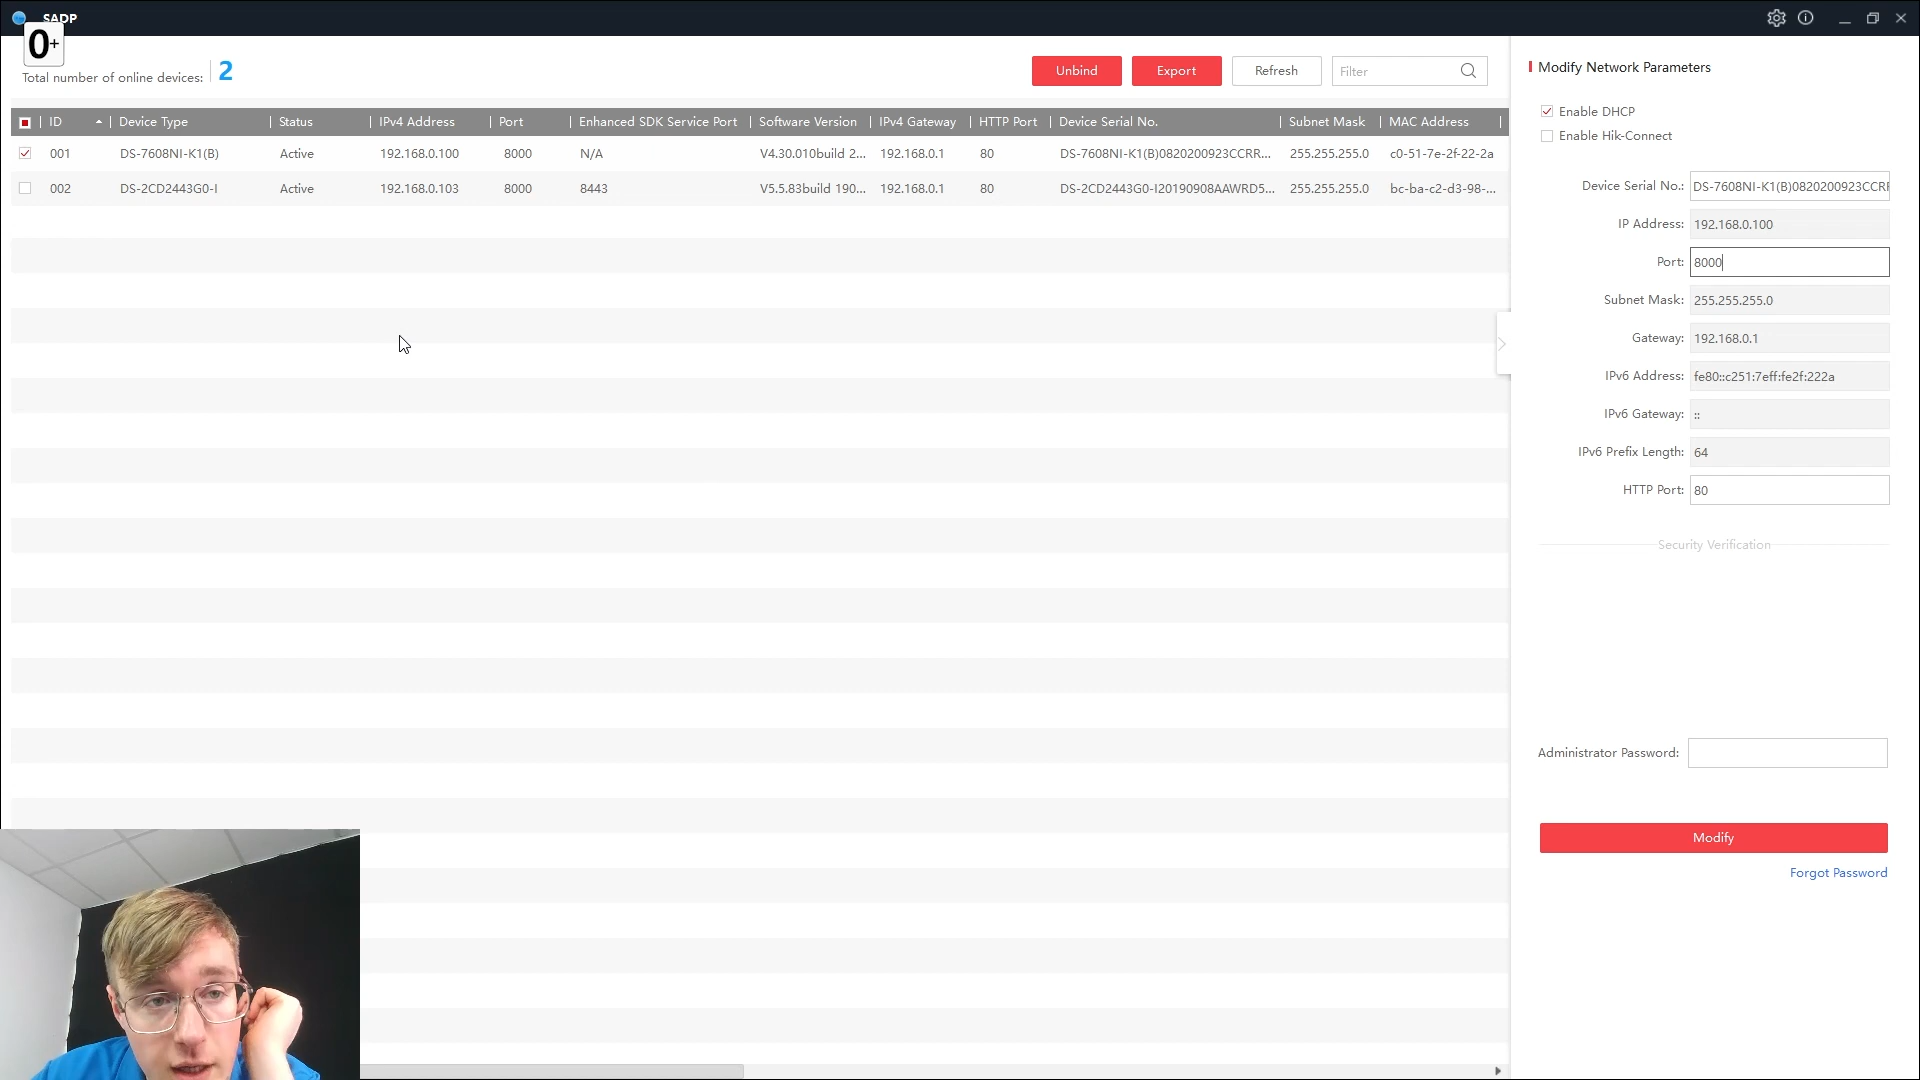 SADP
0+
Total number of online devices: 2
Unbind
Export
Refresh
Filter
ID
Device Type
Status
IPv4 Address
Port
Enhanced SDK Service Port
Software Version
IPv4 Gateway
HTTP Port
Device Serial No.
Subnet Mask
MAC Address
001 DS-7608NI-K1(B) Active 192.168.0.100 8000 N/A V4.30.010build 2... 192.168.0.1 80 DS-7608NI-K1(B)0820200923CCRR... 255.255.255.0 c0-51-7e-2f-22-2a
002 DS-2CD2443G0-I Active 192.168.0.103 8000 8443 V5.5.83build 190... 192.168.0.1 80 DS-2CD2443G0-I20190908AAWRD5... 255.255.255.0 bc-ba-c2-d3-98-...
Modify Network Parameters
Enable DHCP
Enable Hik-Connect
Device Serial No.: DS-7608NI-K1(B)0820200923CCRR
IP Address: 192.168.0.100
Port: 8000
Subnet Mask: 255.255.255.0
Gateway: 192.168.0.1
IPv6 Address: fe80::c251:7eff:fe2f:222a
IPv6 Gateway: ::
IPv6 Prefix Length: 64
HTTP Port: 80
Security Verification
Administrator Password:
Modify
Forgot Password